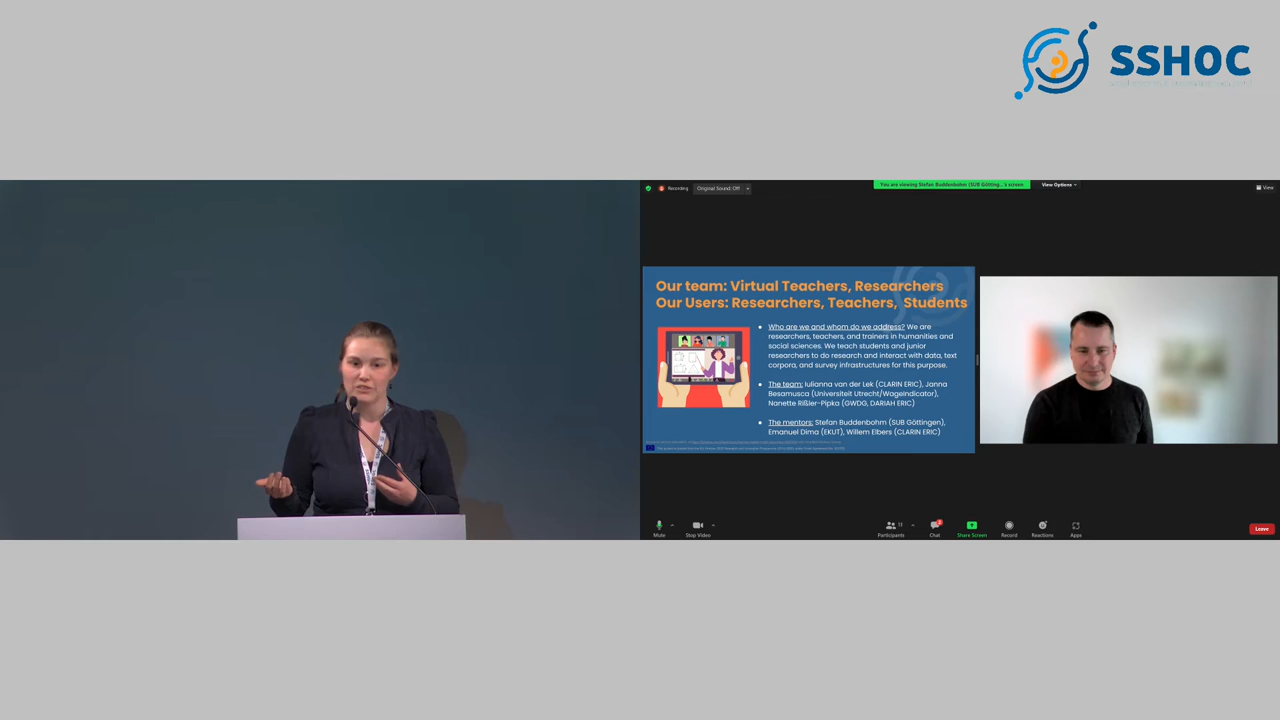 SSHOC
Recording
Original Sound: Off
You are viewing Stefan Buddenbohm (SUB Götting...'s screen
View Options
View
Our team: Virtual Teachers, Researchers
Our Users: Researchers, Teachers, Students
• Who are we and whom do we address? We are
researchers, teachers, and trainers in humanities and
social sciences. We teach students and junior
researchers to do research and interact with data, text
corpora, and survey infrastructures for this purpose.
• The team: Iulianna van der Lek (CLARIN ERIC), Janna
Besamusca (Universiteit Utrecht/Wageindicator),
Nanette Rißler-Pipka (GWDG, DARIAH ERIC)
• The mentors: Stefan Buddenbohm (SUB Göttingen),
Emanuel Dima (EKUT), Willem Elbers (CLARIN ERIC)
Mute
Stop Video
Participants
13
Chat
Share Screen
Record
Reactions
Apps
Leave